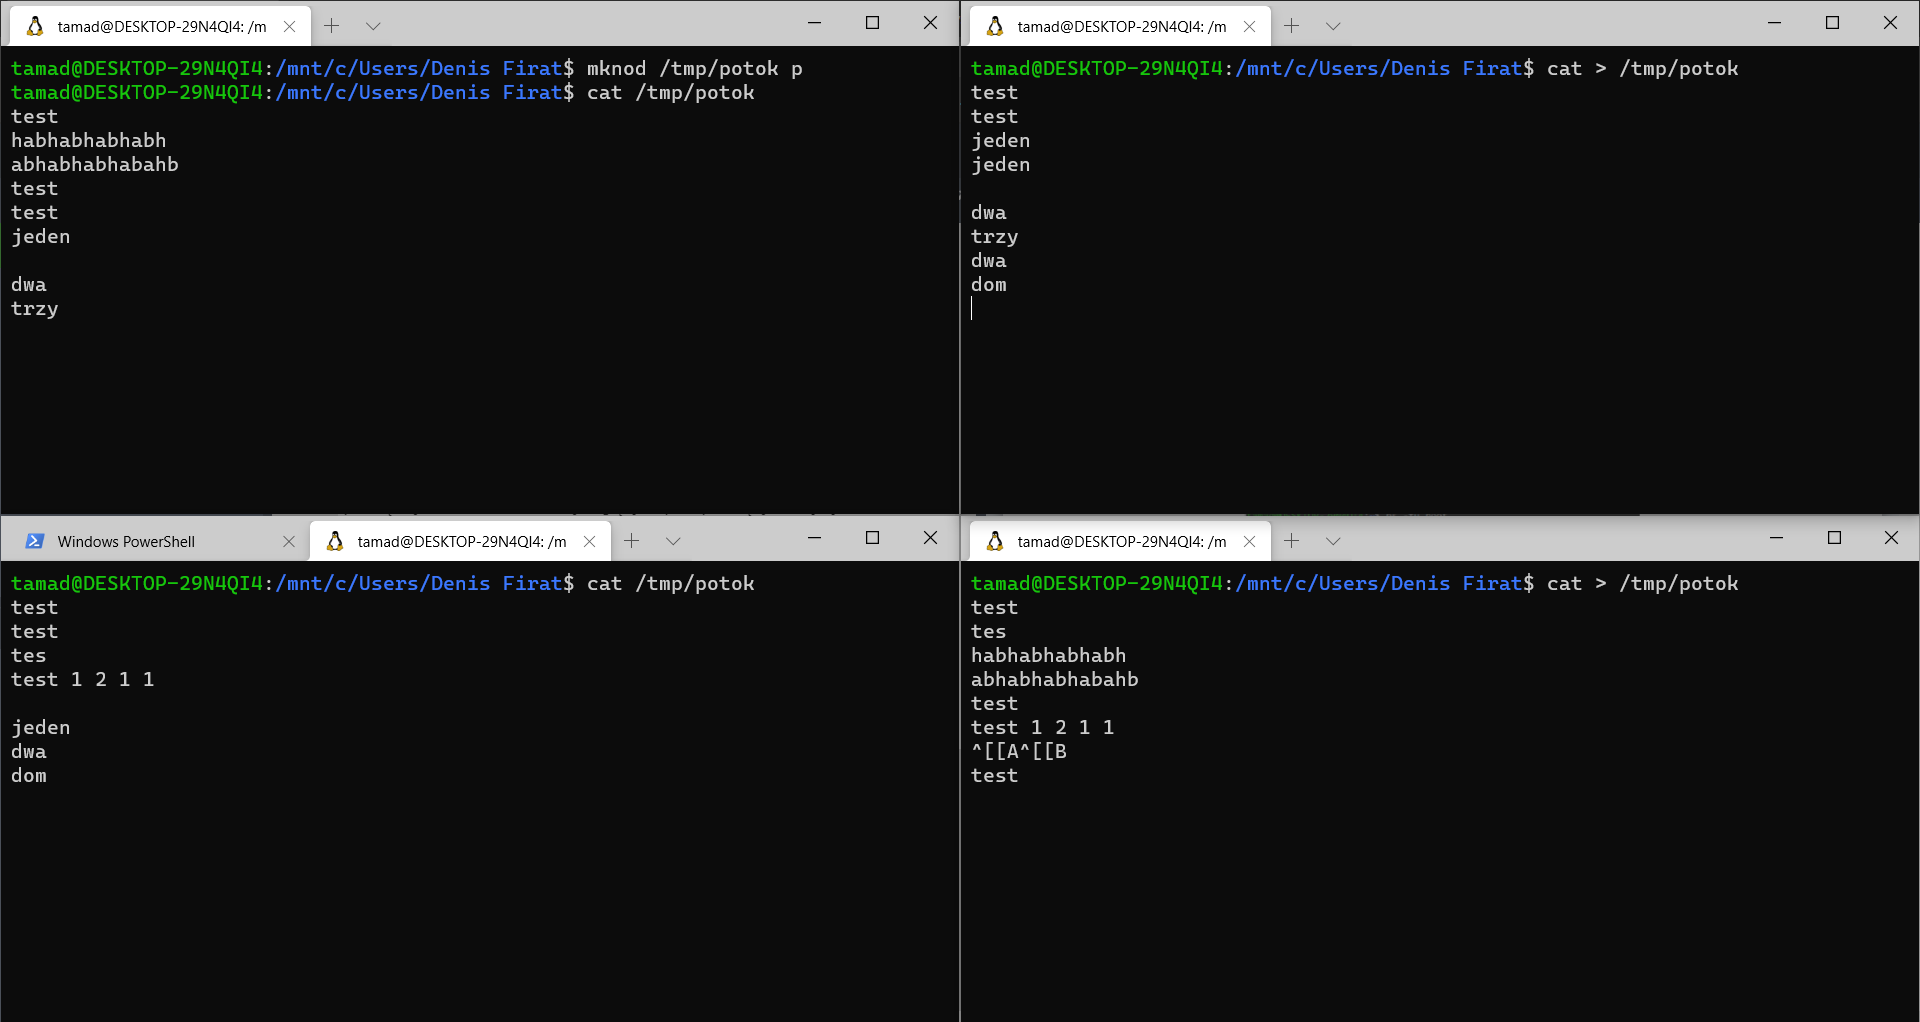 tamad@DESKTOP-29N4QI4: /m
tamad@DESKTOP-29N4QI4:/mnt/c/Users/Denis Firat$ mknod /tmp/potok p
tamad@DESKTOP-29N4QI4:/mnt/c/Users/Denis Firat$ cat /tmp/potok
test
habhabhabhabh
abhabhabhabahb
test
test
jeden
dwa
trzy
tamad@DESKTOP-29N4QI4: /m
tamad@DESKTOP-29N4QI4:/mnt/c/Users/Denis Firat$ cat > /tmp/potok
test
test
jeden
jeden
dwa
trzy
dwa
dom
Windows PowerShell
tamad@DESKTOP-29N4QI4: /m
tamad@DESKTOP-29N4QI4:/mnt/c/Users/Denis Firat$ cat /tmp/potok
test
test
tes
test 1 2 1 1
jeden
dwa
dom
tamad@DESKTOP-29N4QI4: /m
tamad@DESKTOP-29N4QI4:/mnt/c/Users/Denis Firat$ cat > /tmp/potok
test
tes
habhabhabhabh
abhabhabhabahb
test
test 1 2 1 1
^[[A^[[B
test